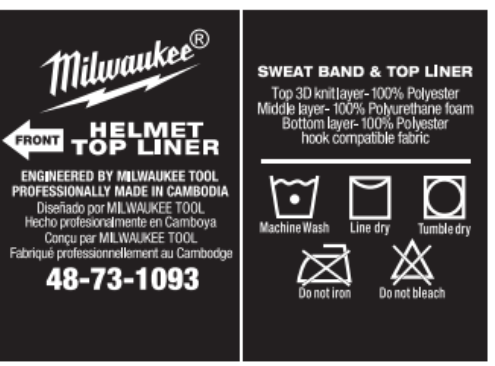 Milwaukee®
FRONT
HELMET
TOP LINER
ENGINEERED BY MILWAUKEE TOOL
PROFESSIONALLY MADE IN CAMBODIA
Diseñado por MILWAUKEE TOOL
Hecho profesionalmente en Camboya
Conçu par MILWAUKEE TOOL
Fabriqué professionnellement au Cambodge
48-73-1093
SWEAT BAND & TOP LINER
Top 3D knit layer- 100% Polyester
Middle layer- 100% Polyurethane foam
Bottom layer- 100% Polyester
hook compatible fabric
Machine Wash
Line dry
Tumble dry
Do not iron
Do not bleach